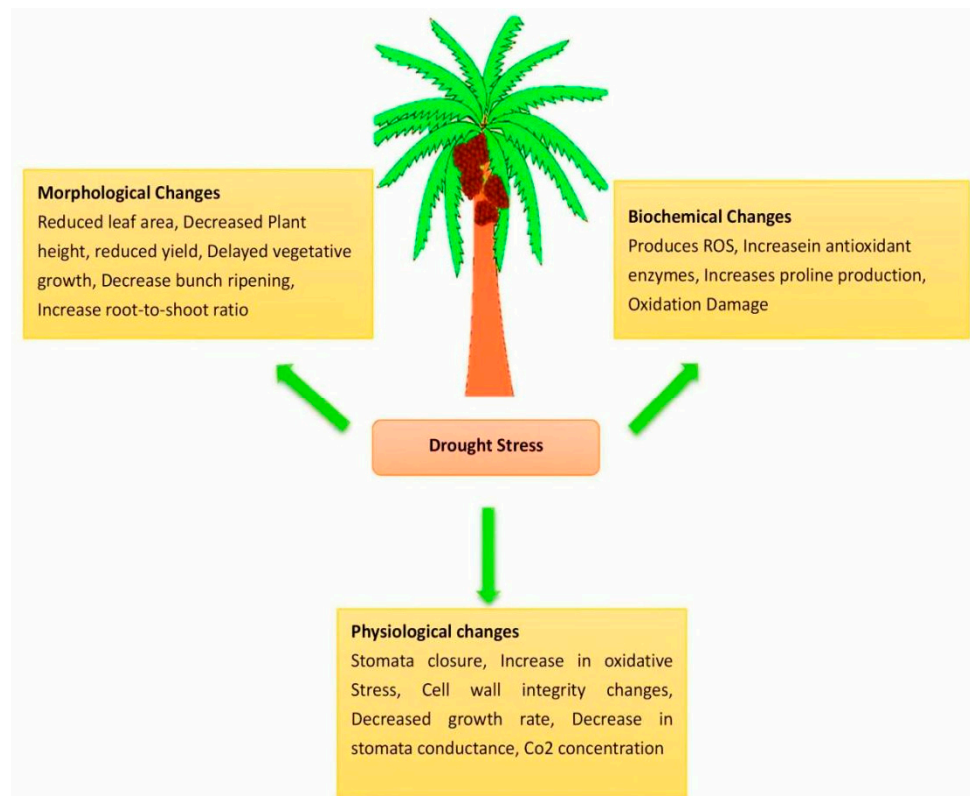 Morphological Changes
Reduced leaf area, Decreased Plant
height, reduced yield, Delayed vegetative
growth, Decrease bunch ripening,
Increase root-to-shoot ratio
Biochemical Changes
Produces ROS, Increasein antioxidant
enzymes, Increases proline production,
Oxidation Damage
Drought Stress
Physiological changes
Stomata closure, Increase in oxidative
Stress, Cell wall integrity changes,
Decreased growth rate, Decrease in
stomata conductance, Co2 concentration